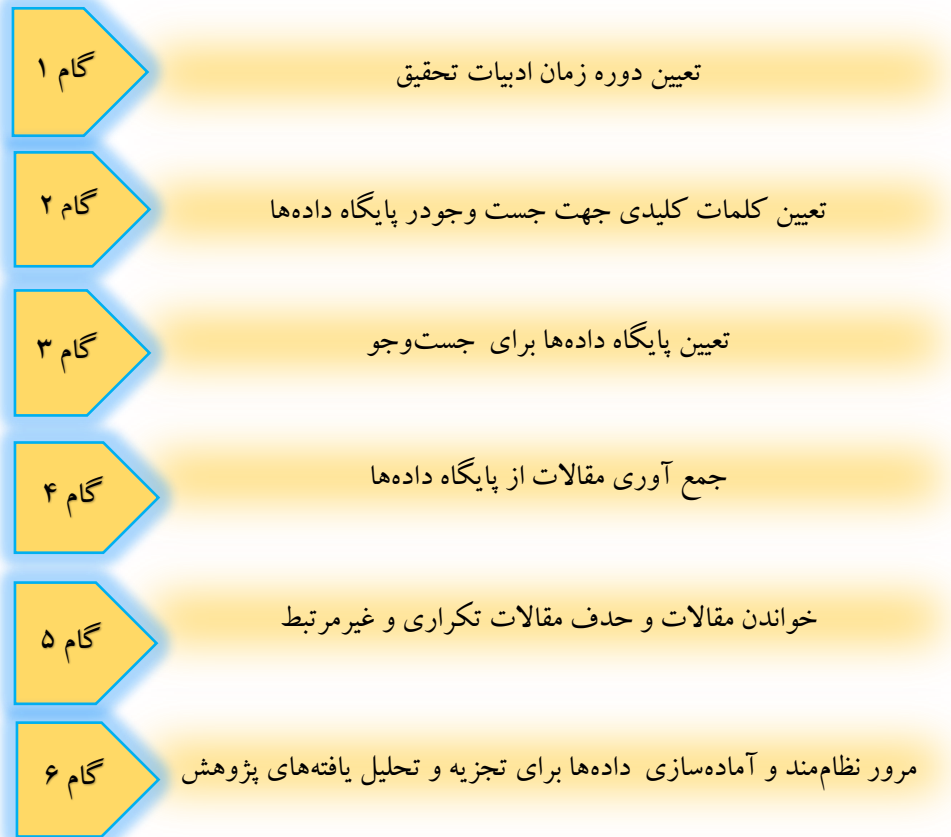 گام ۱
تعیین دوره زمان ادبیات تحقیق
گام ۲
تعیین کلمات کلیدی جهت جست وجودر پایگاه داده‌ها
گام ۳
تعیین پایگاه داده‌ها برای جست‌وجو
گام ۴
جمع آوری مقالات از پایگاه داده‌ها
گام ۵
خواندن مقالات و حذف مقالات تکراری و غیرمرتبط
گام ۶
مرور نظام‌مند و آماده‌سازی داده‌ها برای تجزیه و تحلیل یافته‌های پژوهش